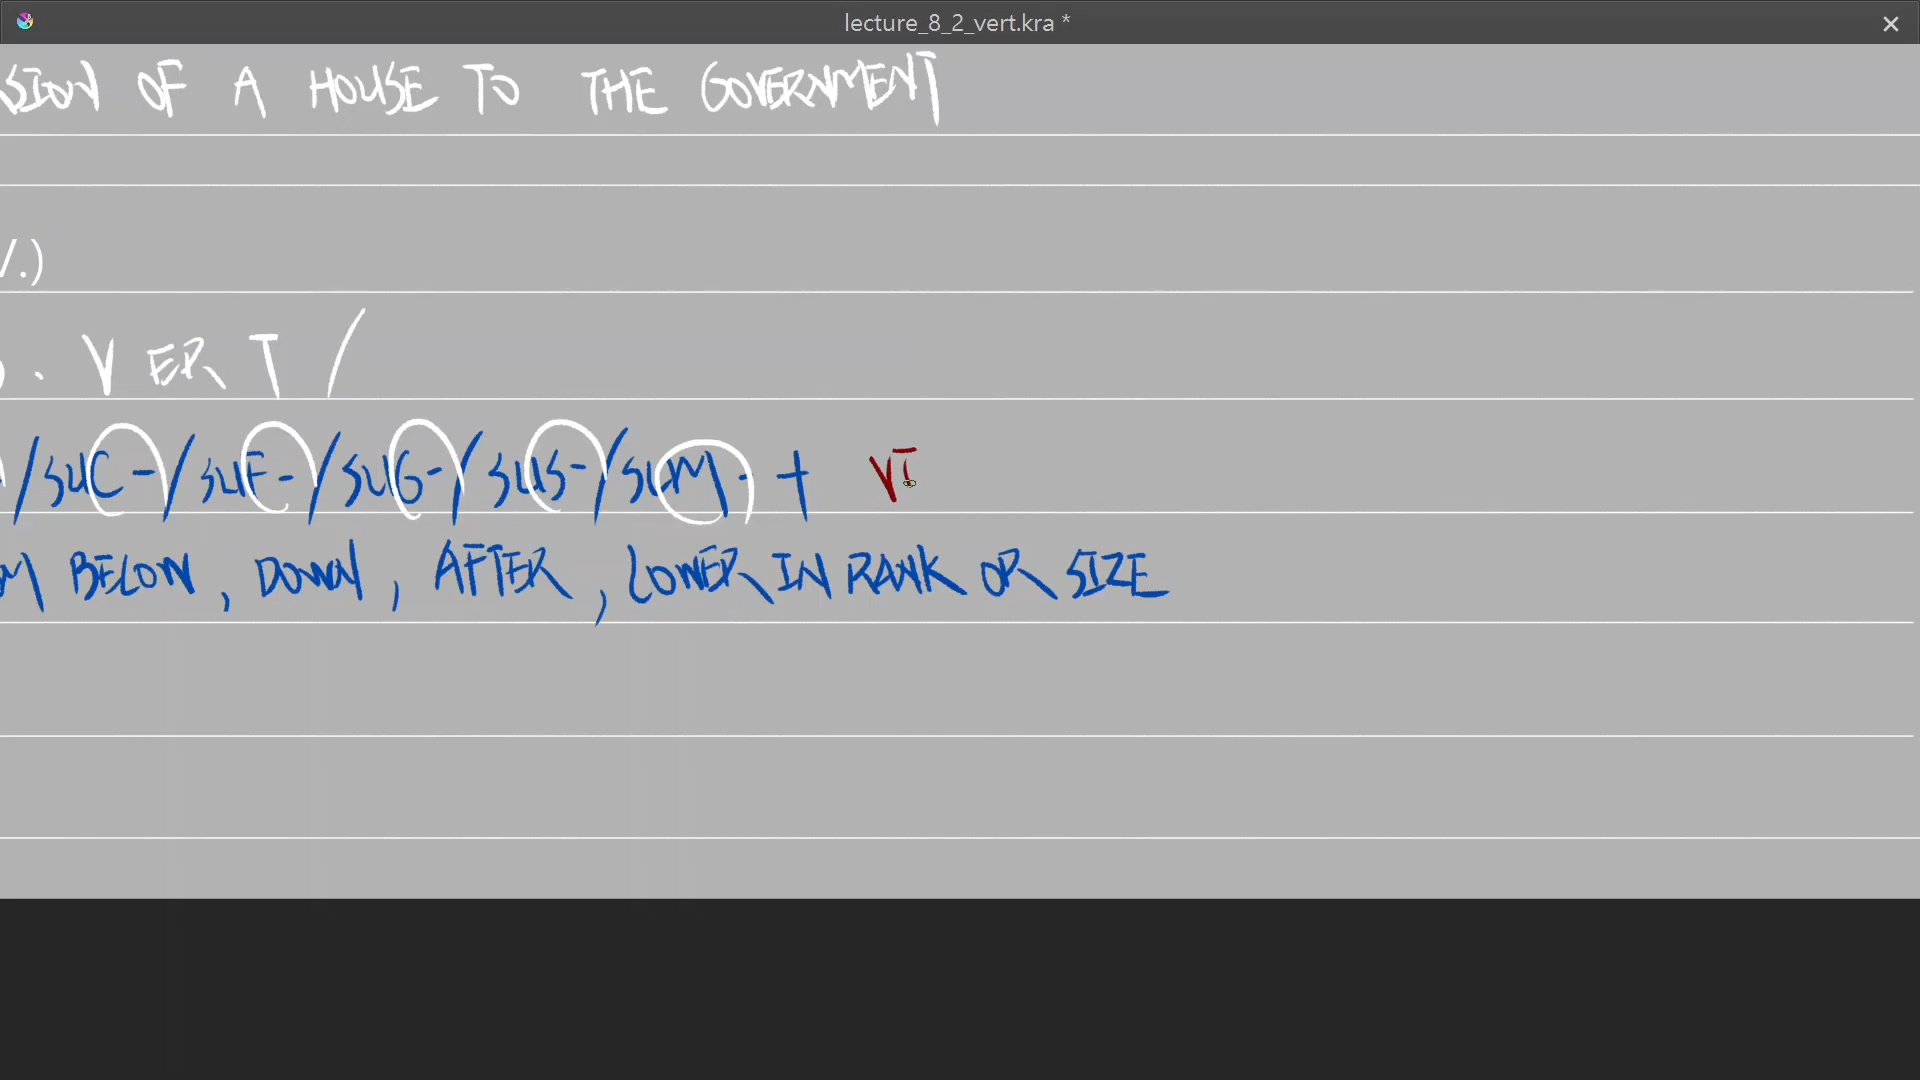 lecture_8_2_vert.kra *
SION OF A HOUSE TO THE GOVERNMENT
/.)
. VERT /
/SUC-/SUF-/SUG-/SUS-/SUM- +
M BELOW, DOWN, AFTER, LOWER IN RANK OR SIZE